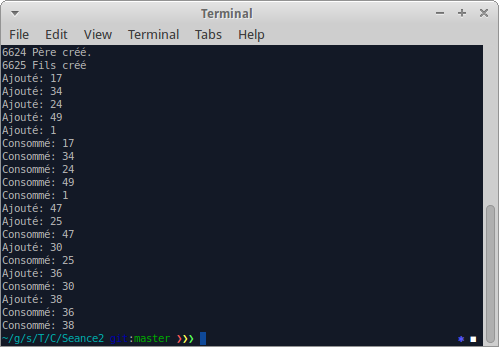 Terminal
File Edit View Terminal Tabs Help
6624 Père créé.
6625 Fils créé
Ajouté: 17
Ajouté: 34
Ajouté: 24
Ajouté: 49
Ajouté: 1
Consommé: 17
Consommé: 34
Consommé: 24
Consommé: 49
Consommé: 1
Ajouté: 47
Ajouté: 25
Consommé: 47
Ajouté: 30
Consommé: 25
Ajouté: 36
Consommé: 30
Ajouté: 38
Consommé: 36
Consommé: 38
~/g/s/T/C/Seance2 :master ❯❯❯